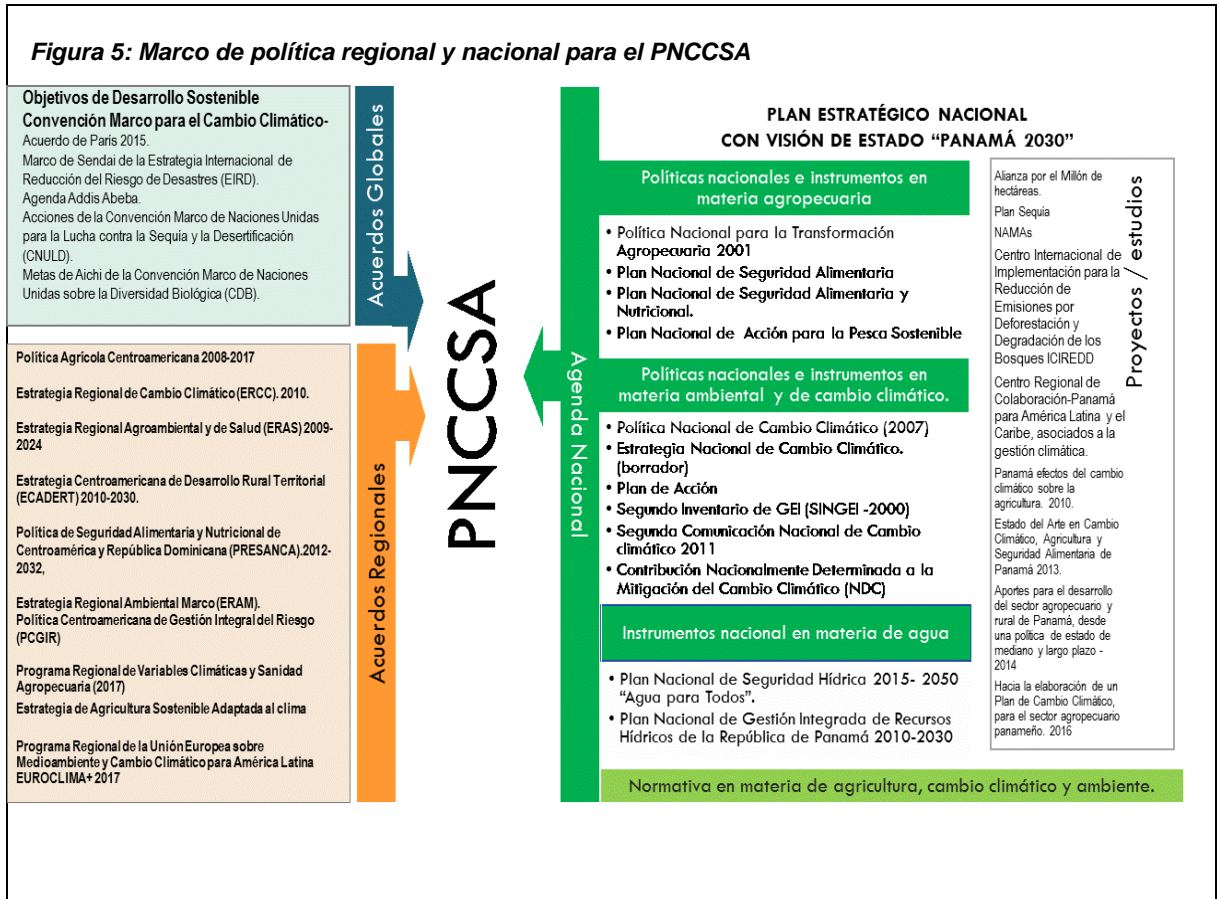 Figura 5: Marco de política regional y nacional para el PNCCSA
Objetivos de Desarrollo Sostenible
Convención Marco para el Cambio Climático-
Acuerdo de París 2015.
Marco de Sendai de la Estrategia Internacional de
Reducción del Riesgo de Desastres (EIRD).
Agenda Addis Abeba.
Acciones de la Convención Marco de Naciones Unidas
para la Lucha contra la Sequia y la Desertificación
(CNULD).
Metas de Aichi de la Convención Marco de Naciones
Unidas sobre la Diversidad Biológica (CDB).
Acuerdos Globales
Política Agrícola Centroamericana 2008-2017
Estrategia Regional de Cambio Climático (ERCC). 2010.
Estrategia Regional Agroambiental y de Salud (ERAS) 2009-
2024
Estrategia Centroamericana de Desarrollo Rural Territorial
(ECADERT) 2010-2030.
Política de Seguridad Alimentaria y Nutricional de
Centroamérica y República Dominicana (PRESANCA).2012-
2032,
Estrategia Regional Ambiental Marco (ERAM).
Política Centroamericana de Gestión Integral del Riesgo
(PCGIR)
Programa Regional de Variables Climáticas y Sanidad
Agropecuaria (2017)
Estrategia de Agricultura Sostenible Adaptada al clima
Programa Regional de la Unión Europea sobre
Medioambiente y Cambio Climático para América Latina
EUROCLIMA+ 2017
Acuerdos Regionales
PNCCSA
Agenda Nacional
PLAN ESTRATÉGICO NACIONAL
CON VISIÓN DE ESTADO "PANAMÁ 2030"
Políticas nacionales e instrumentos en
materia agropecuaria
• Política Nacional para la Transformación
Agropecuaria 2001
• Plan Nacional de Seguridad Alimentaria
• Plan Nacional de Seguridad Alimentaria y
Nutricional.
• Plan Nacional de Acción para la Pesca Sostenible
Políticas nacionales e instrumentos en
materia ambiental y de cambio climático.
• Política Nacional de Cambio Climático (2007)
• Estrategia Nacional de Cambio Climático.
(borrador)
• Plan de Acción
• Segundo Inventario de GEI (SINGEI -2000)
• Segunda Comunicación Nacional de Cambio
climático 2011
• Contribución Nacionalmente Determinada a la
Mitigación del Cambio Climático (NDC)
Instrumentos nacional en materia de agua
• Plan Nacional de Seguridad Hídrica 2015- 2050
"Agua para Todos".
• Plan Nacional de Gestión Integrada de Recursos
Hídricos de la República de Panamá 2010-2030
Normativa en materia de agricultura, cambio climático y ambiente.
Alianza por el Millón de
hectáreas.
Plan Sequía
NAMAs
Centro Internacional de
Implementación para la
Reducción de
Emisiones por
Deforestación y
Degradación de los
Bosques ICIREDD
Centro Regional de
Colaboración-Panamá
para América Latina y el
Caribe, asociados a la
gestión climática.
Panamá efectos del cambio
climático sobre la
agricultura. 2010.
Estado del Arte en Cambio
Climático, Agricultura y
Seguridad Alimentaria de
Panamá 2013.
Aportes para el desarrollo
del sector agropecuario y
rural de Panamá, desde
una política de estado de
mediano y largo plazo -
2014
Hacia la elaboración de un
Plan de Cambio Climático,
para el sector agropecuario
panameño. 2016
Proyectos / estudios